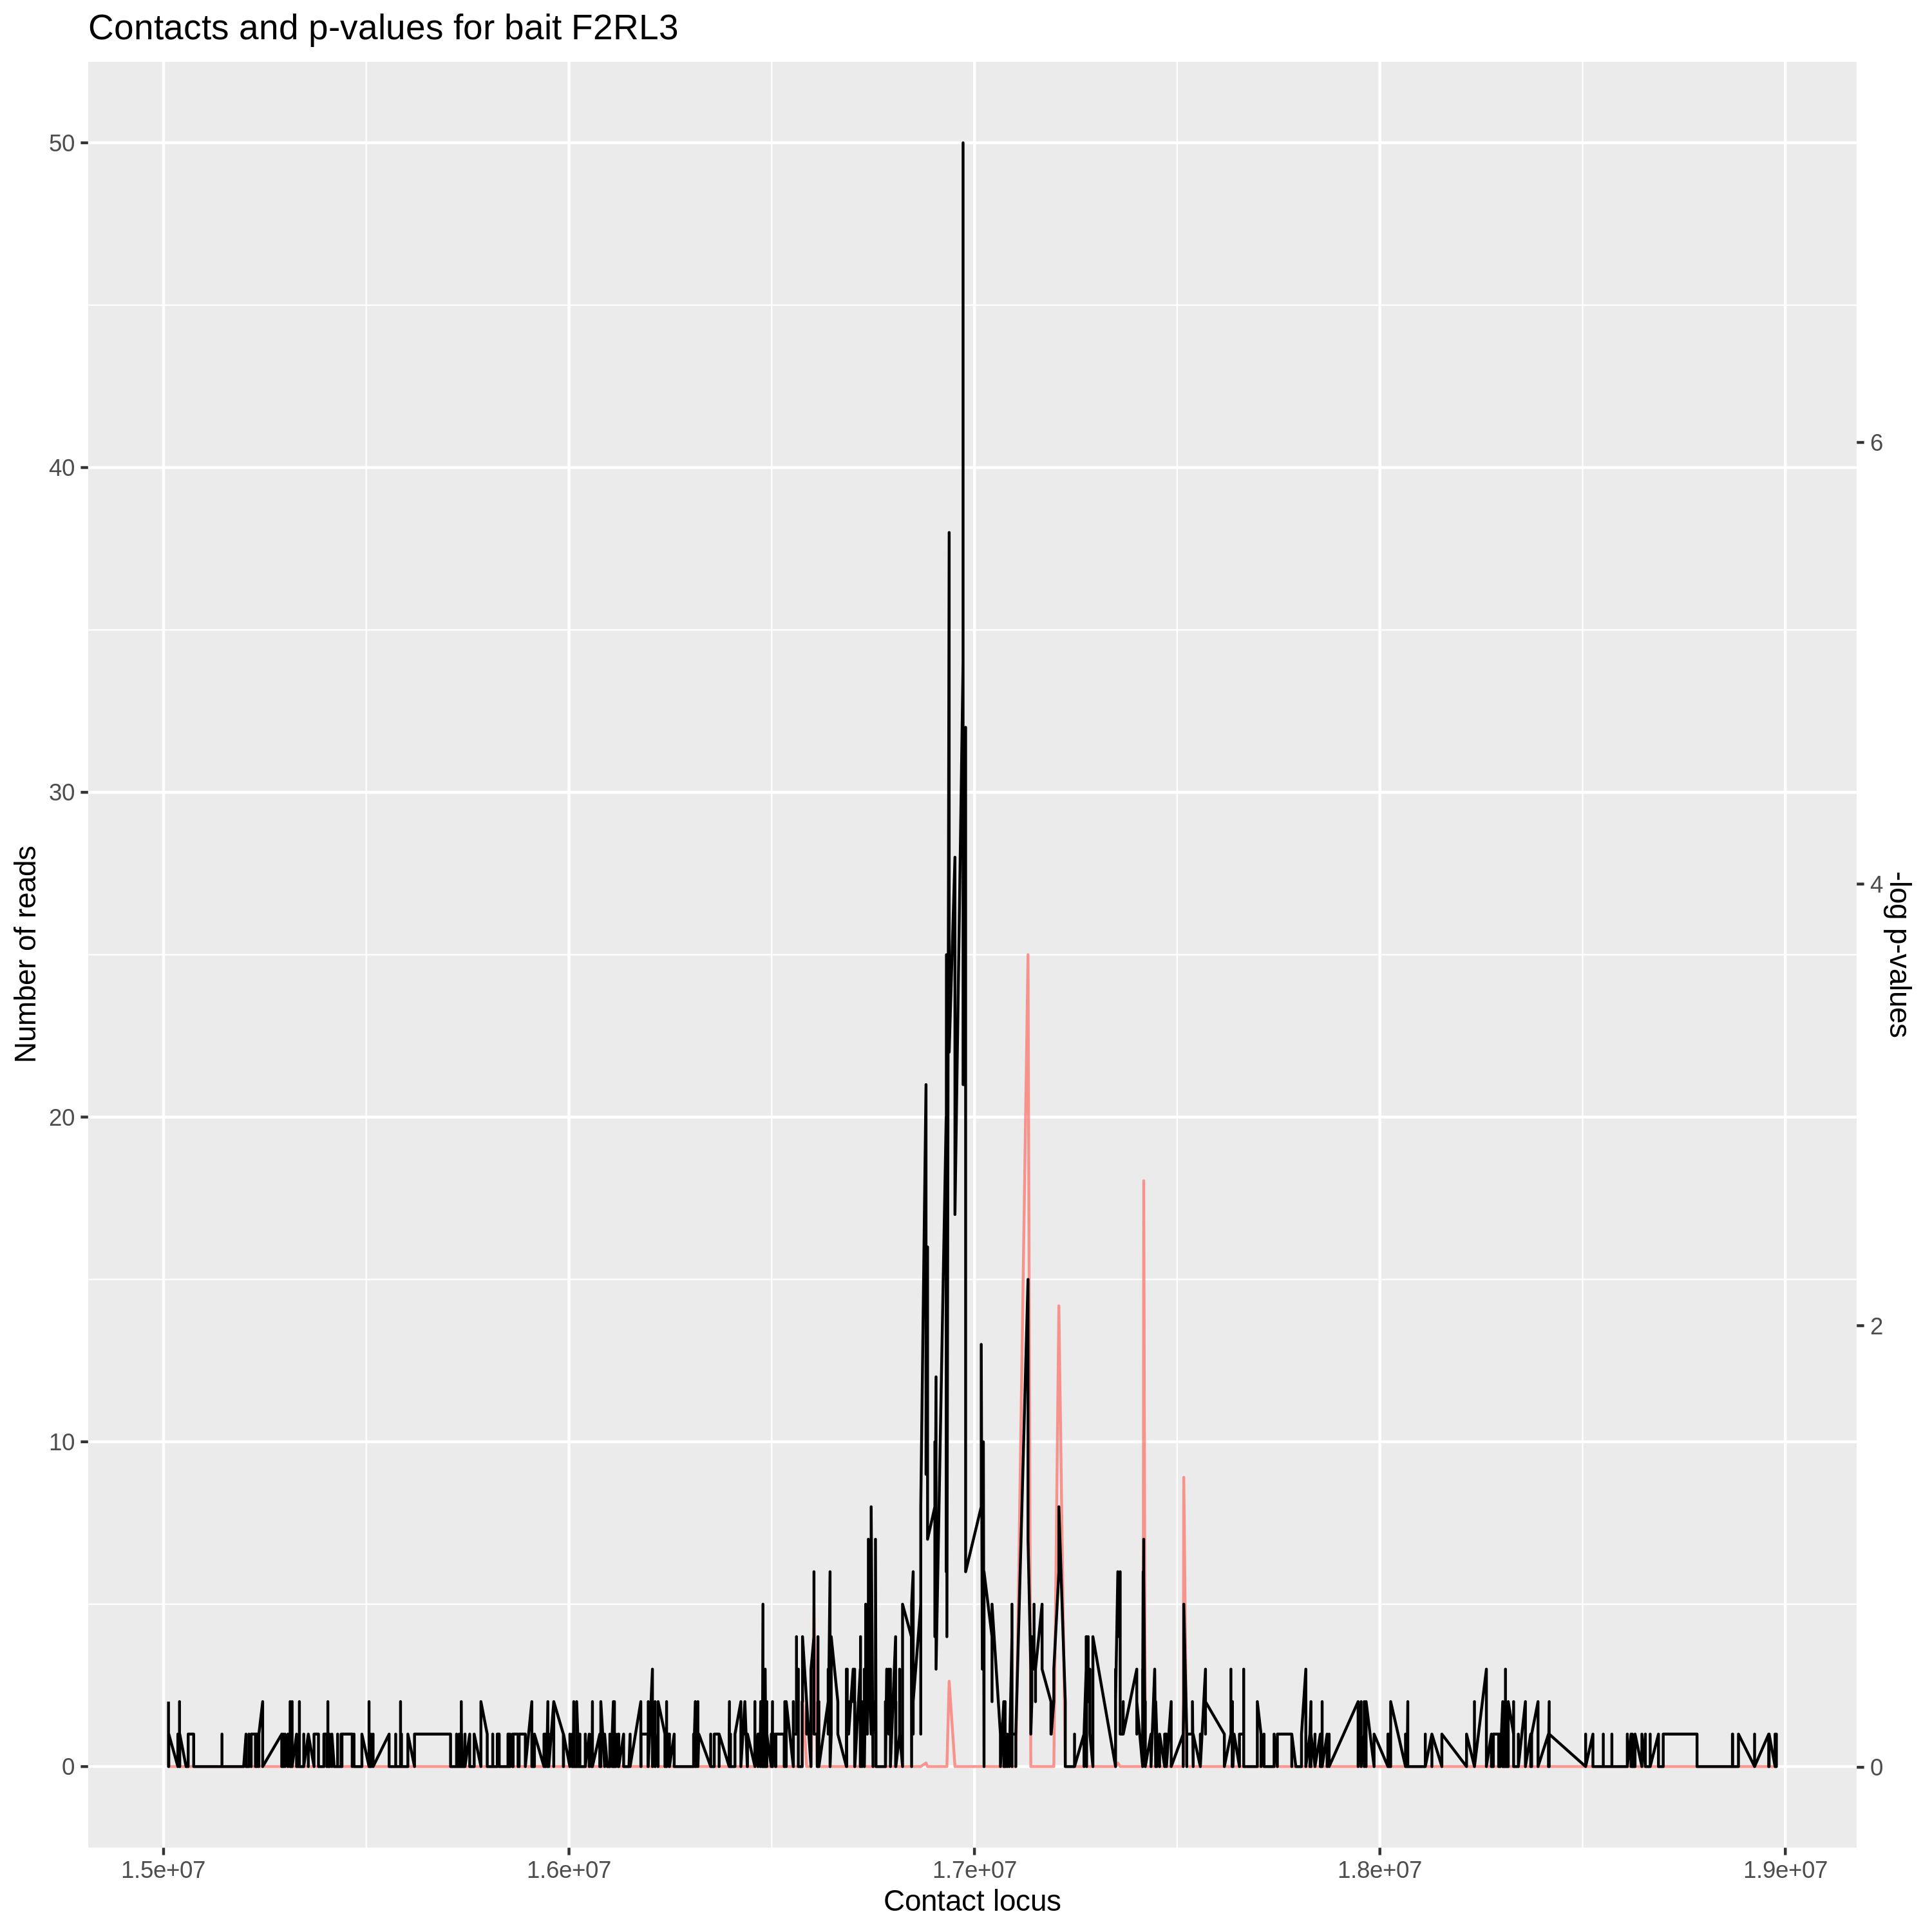 Contacts and p-values for bait F2RL3
50
40
30
20
10
0
Number of reads
6
4
2
0
-log p-values
1.5e+07 1.6e+07 1.7e+07 1.8e+07 1.9e+07
Contact locus